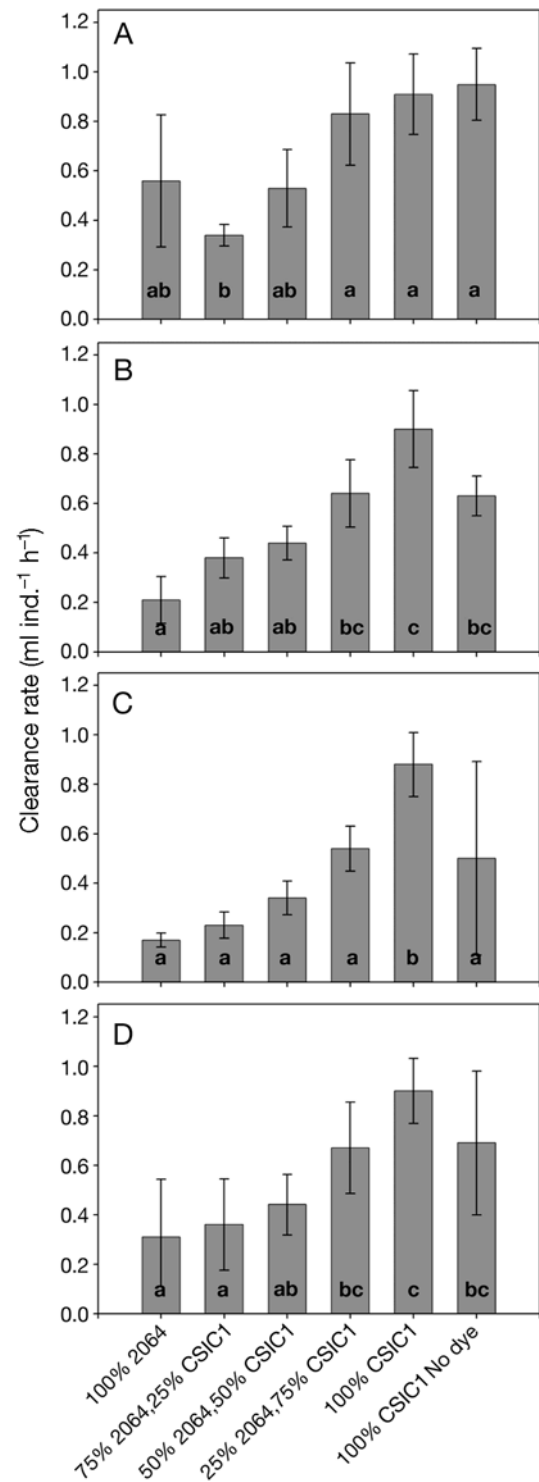 A
1.2
1.0
0.8
0.6
0.4
0.2
0.0
ab b ab a a a
B
1.2
1.0
0.8
0.6
0.4
0.2
0.0
a ab ab bc c bc
C
1.2
1.0
0.8
0.6
0.4
0.2
0.0
a a a a b a
D
1.2
1.0
0.8
0.6
0.4
0.2
0.0
a a ab bc c bc
Clearance rate (ml ind.⁻¹ h⁻¹)
100% 2064
75% 2064,25% CSIC1
50% 2064,50% CSIC1
25% 2064,75% CSIC1
100% CSIC1
100% CSIC1 No dye